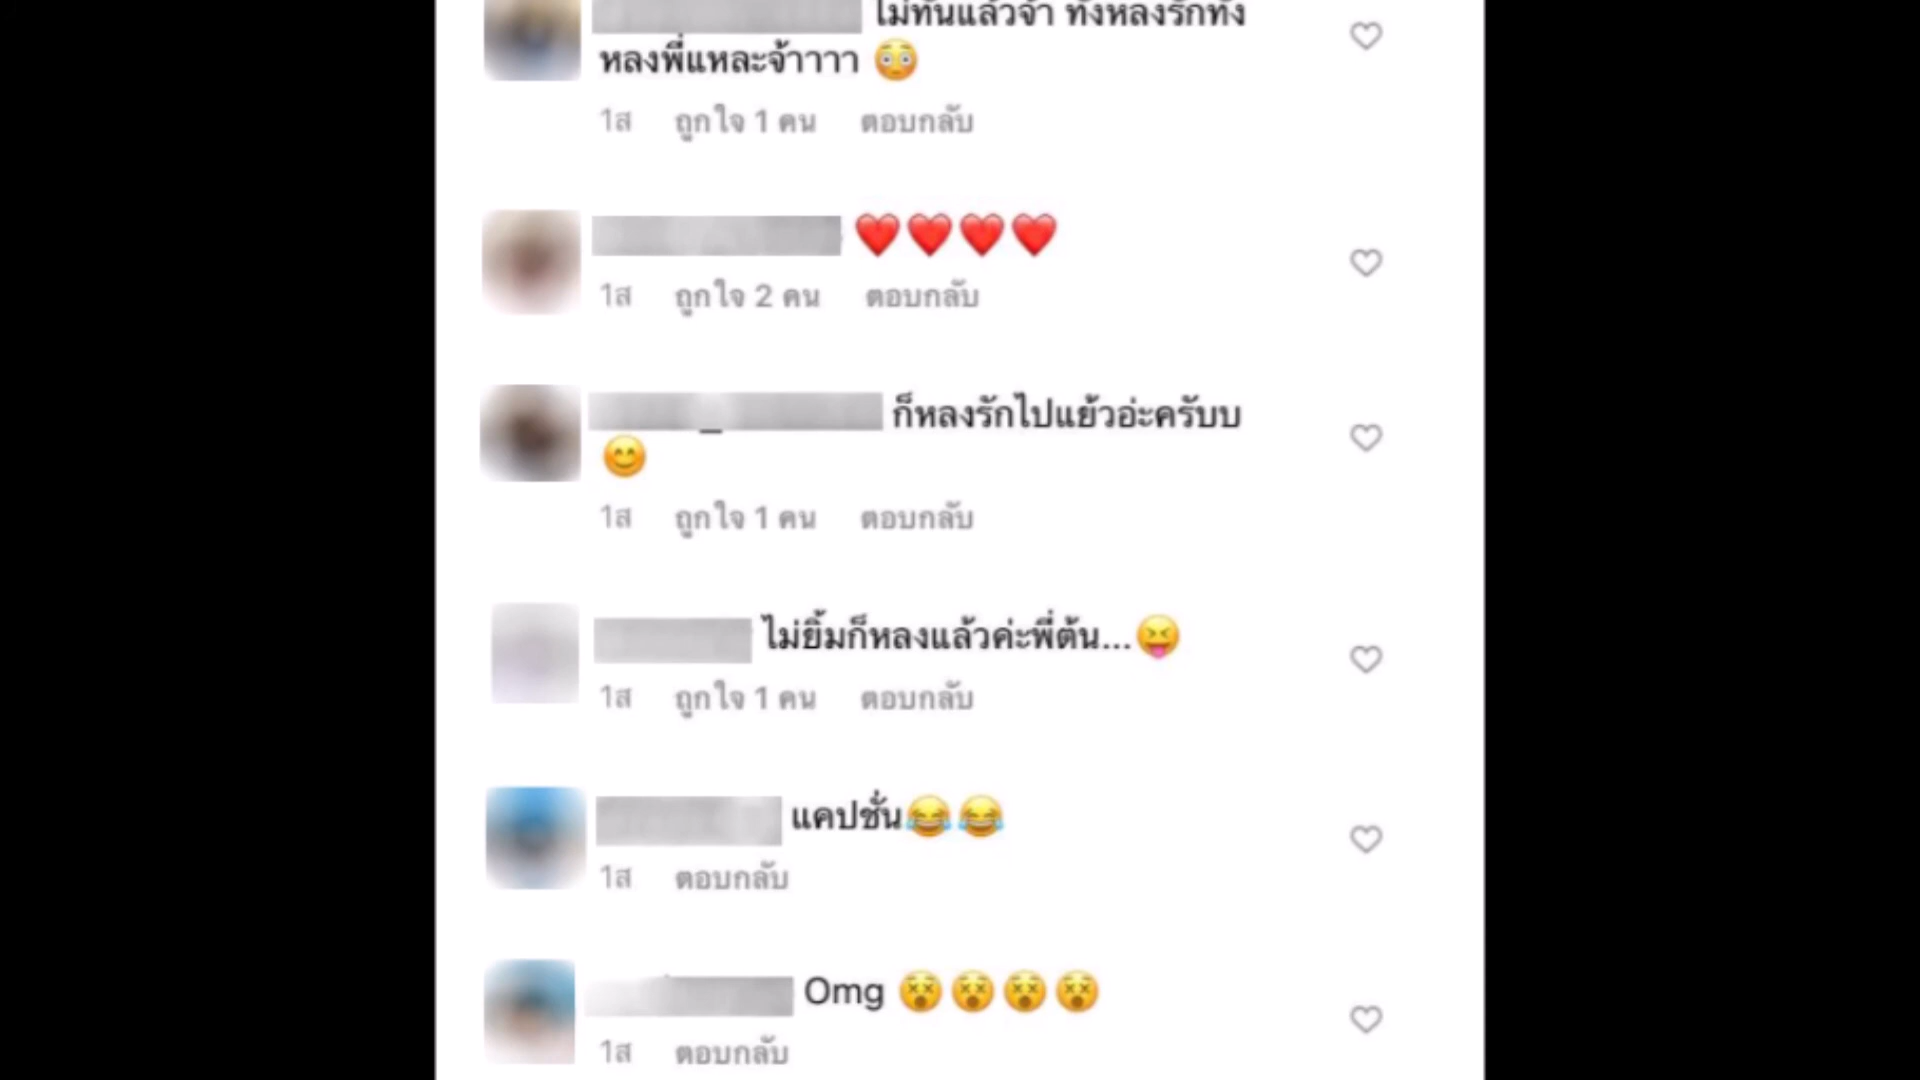 ไม่ทันแล้วจ้า ทั้งหลงรักทั้ง
หลงพี่แหละจ้าาาา 😳
1ส ถูกใจ 1 คน ตอบกลับ
❤️❤️❤️❤️
1ส ถูกใจ 2 คน ตอบกลับ
ก็หลงรักไปแย้วอ่ะครับบ
😊
1ส ถูกใจ 1 คน ตอบกลับ
ไม่ยิ้มก็หลงแล้วค่ะพี่ต้น...😝
1ส ถูกใจ 1 คน ตอบกลับ
แคปชั่น😂😂
1ส ตอบกลับ
Omg 😵😵😵😵
1ส ตอบกลับ